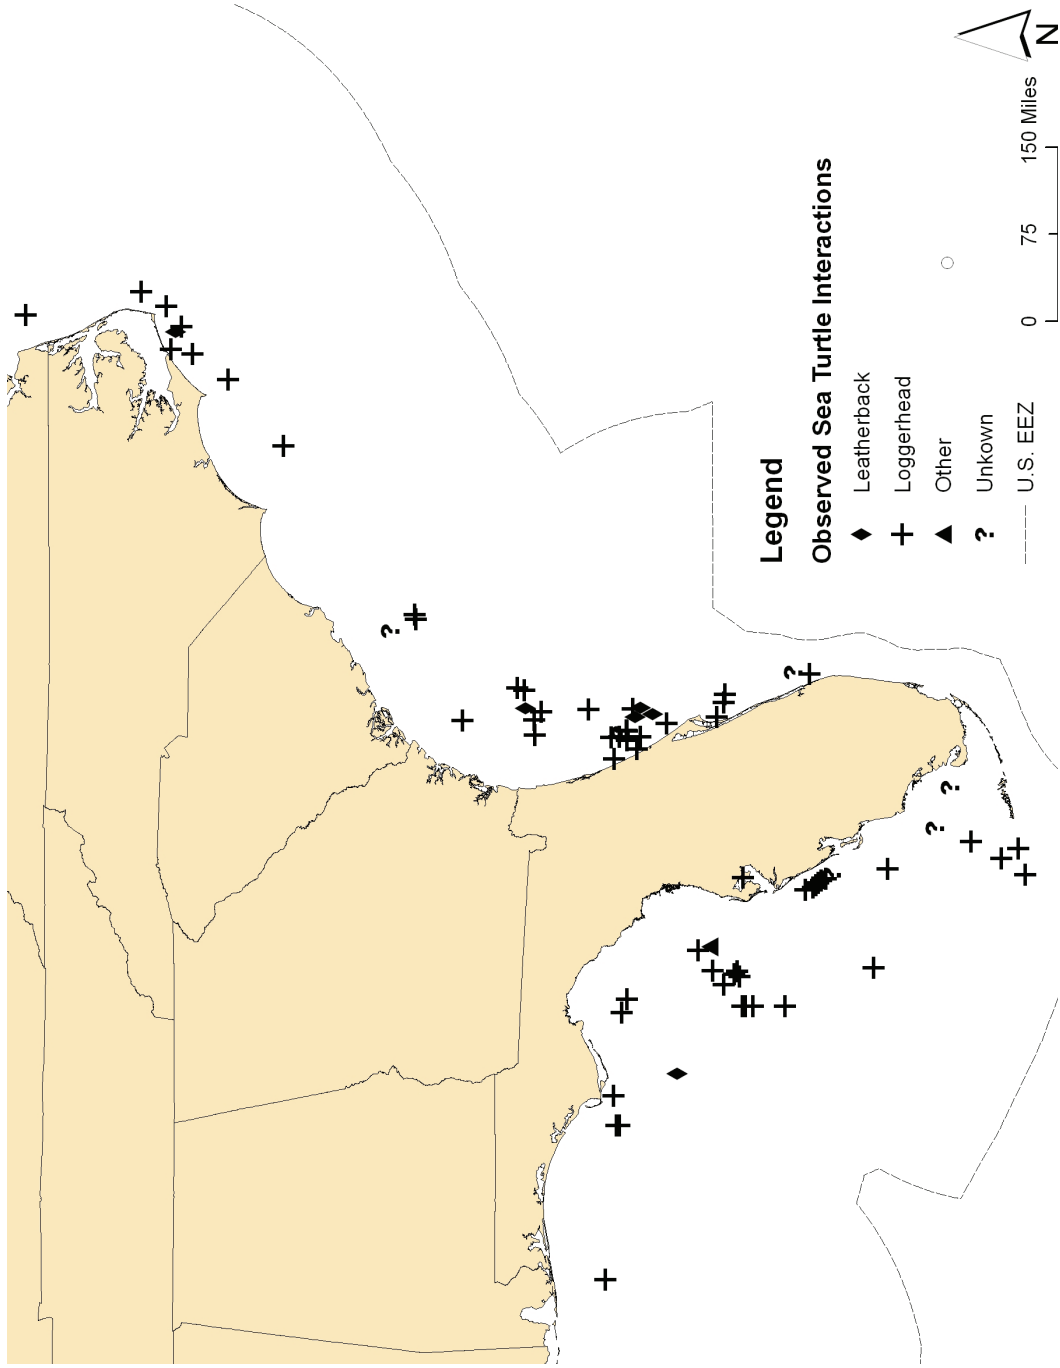 Legend
Observed Sea Turtle Interactions
Leatherback
Loggerhead
Other
? Unkown
U.S. EEZ
0 75 150 Miles
N
?
?
?
?